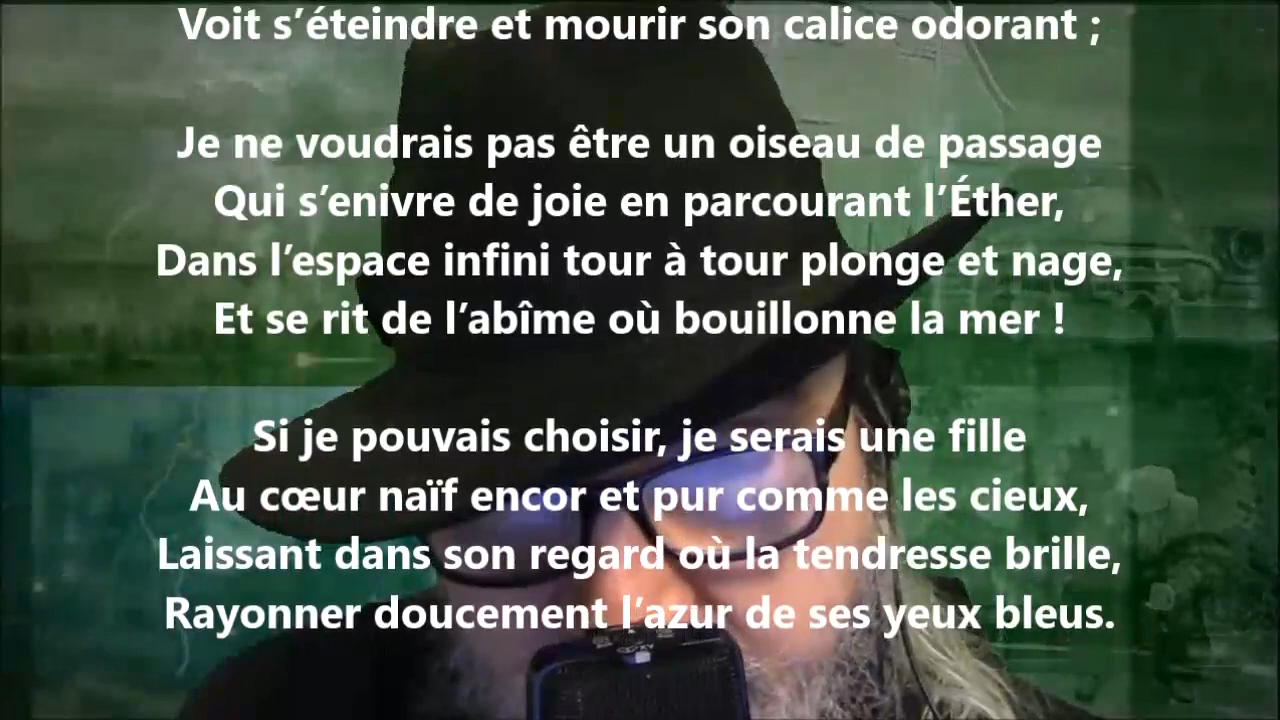 Voit s’éteindre et mourir son calice odorant ;
Je ne voudrais pas être un oiseau de passage
Qui s’enivre de joie en parcourant l’Éther,
Dans l’espace infini tour à tour plonge et nage,
Et se rit de l’abîme où bouillonne la mer !
Si je pouvais choisir, je serais une fille
Au cœur naïf encor et pur comme les cieux,
Laissant dans son regard où la tendresse brille,
Rayonner doucement l’azur de ses yeux bleus.